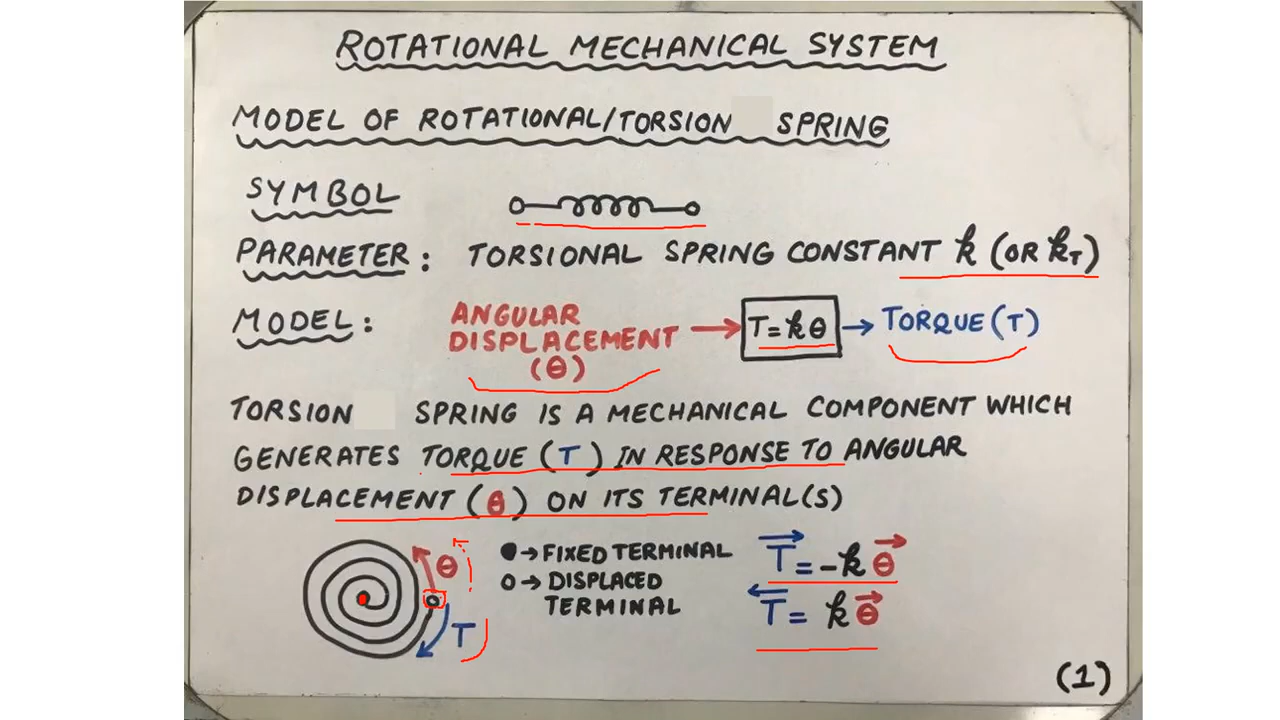 ROTATIONAL MECHANICAL SYSTEM
MODEL OF ROTATIONAL/TORSION SPRING
SYMBOL
PARAMETER: TORSIONAL SPRING CONSTANT k (OR kT)
MODEL: ANGULAR DISPLACEMENT (θ) → T=kθ → TORQUE(T)
TORSION SPRING IS A MECHANICAL COMPONENT WHICH
GENERATES TORQUE (T) IN RESPONSE TO ANGULAR
DISPLACEMENT (θ) ON ITS TERMINAL(S)
θ
T
● → FIXED TERMINAL
○ → DISPLACED
TERMINAL
T⃗ = -k θ⃗
T⃖ = k θ⃗
(1)